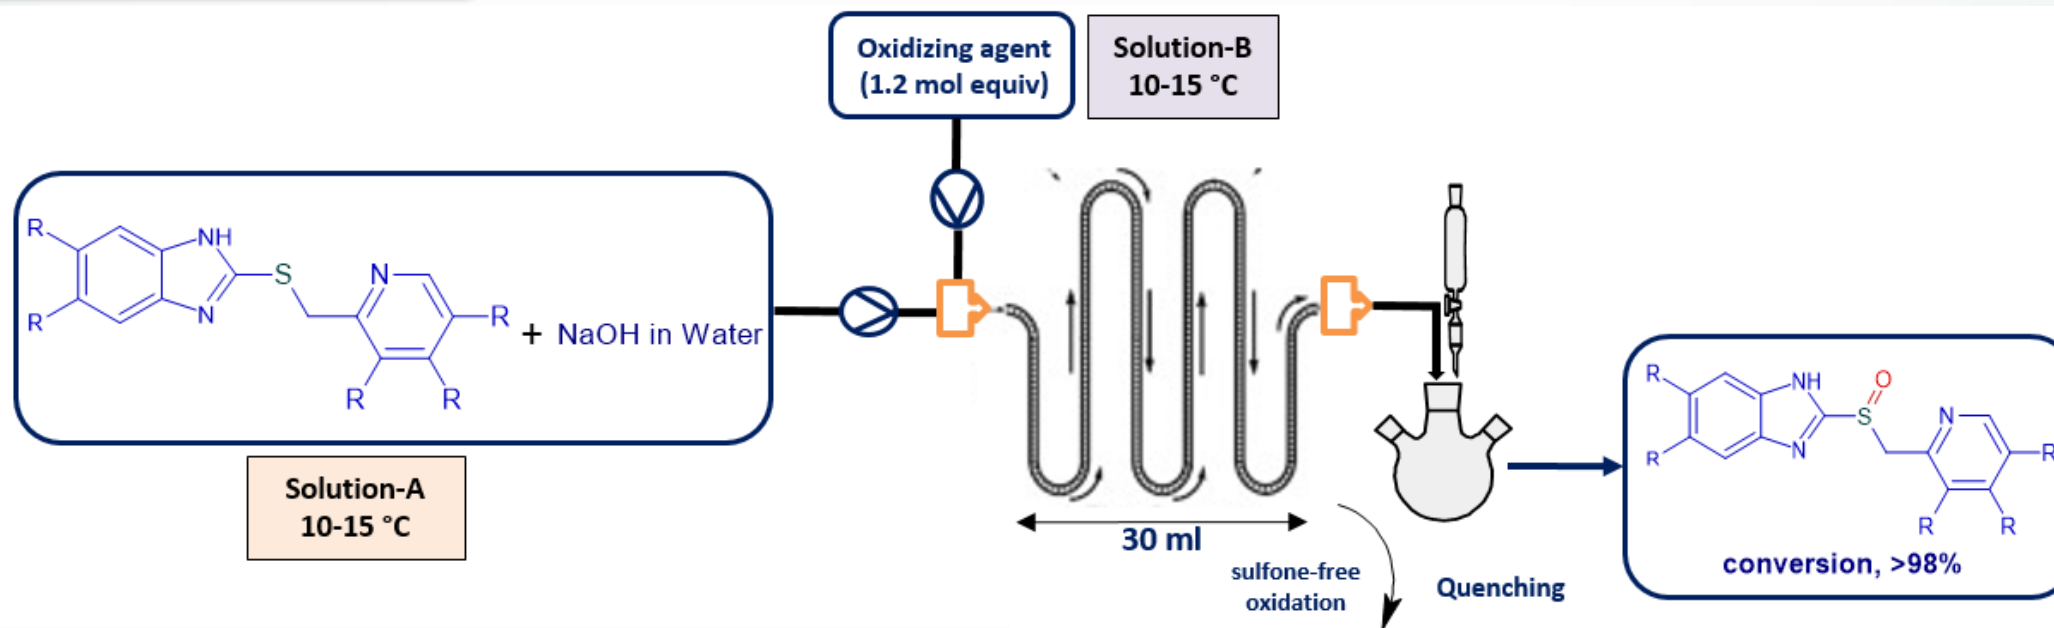 Oxidizing agent
(1.2 mol equiv)
Solution-B
10-15 °C
R
R
NH
N
S
N
R
R
R
+ NaOH in Water
Solution-A
10-15 °C
30 ml
sulfone-free
oxidation
Quenching
R
R
NH
N
S
O
N
R
R
R
conversion, >98%